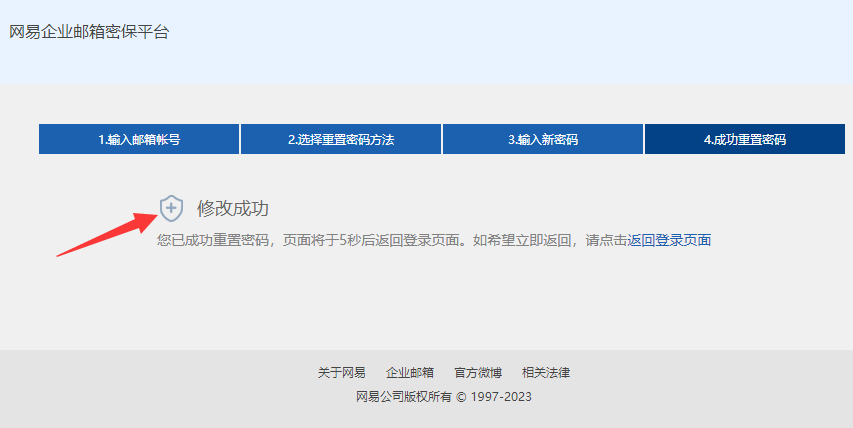 网易企业邮箱密保平台
1.输入邮箱帐号 2.选择重置密码方法 3.输入新密码 4.成功重置密码
修改成功
您已成功重置密码，页面将于5秒后返回登录页面。如希望立即返回，请点击返回登录页面
关于网易 企业邮箱 官方微博 相关法律
网易公司版权所有 © 1997-2023